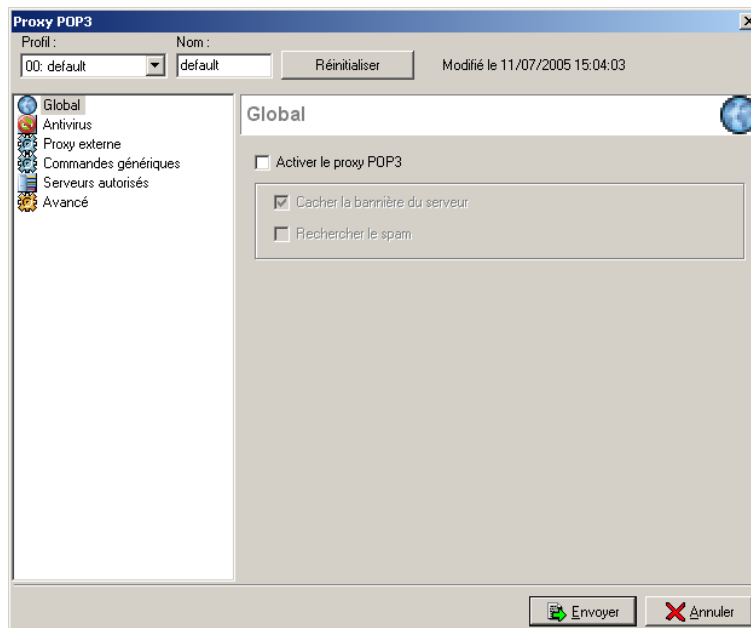 Proxy POP3
Profil :
Nom :
00: default
default
Réinitialiser
Modifié le 11/07/2005 15:04:03
Global
Antivirus
Proxy externe
Commandes génériques
Serveurs autorisés
Avancé
Global
Activer le proxy POP3
Cacher la bannière du serveur
Rechercher le spam
Envoyer
Annuler